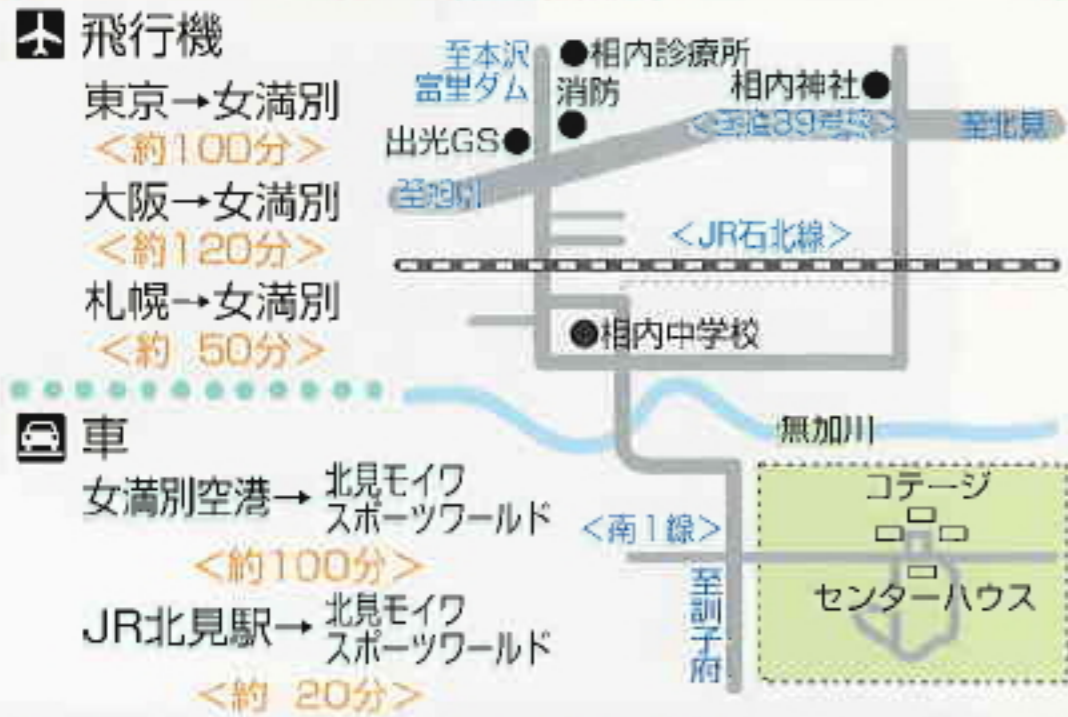 飛行機
東京→女満別
<約100分>
大阪→女満別
<約120分>
札幌→女満別
<約 50分>
車
女満別空港→北見モイワ
スポーツワールド
<約100分>
JR北見駅→北見モイワ
スポーツワールド
<約 20分>
至本沢
富里ダム
相内診療所
消防
相内神社
出光GS
39号線>
至北見
<JR石北線>
相内中学校
無加川
コテージ
<南1線>
センターハウス
至訓子府